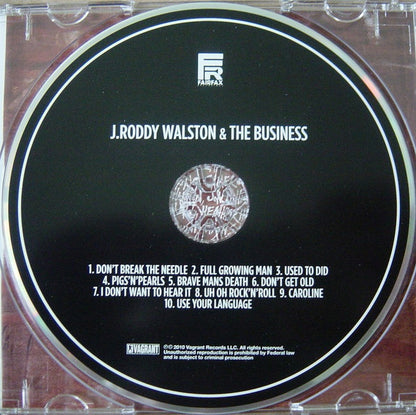 FR
FAIRFAX
J.RODDY WALSTON & THE BUSINESS
1. DON'T BREAK THE NEEDLE 2. FULL GROWING MAN 3. USED TO DID
4. PIGS'N'PEARLS 5. BRAVE MANS DEATH 6. DON'T GET OLD
7. I DON'T WANT TO HEAR IT 8. UH OH ROCK'N'ROLL 9. CAROLINE
10. USE YOUR LANGUAGE
VAGRANT
℗ © 2010 Vagrant Records LLC. All rights reserved.
Unauthorized reproduction is prohibited by Federal law
and is subject to criminal prosecution